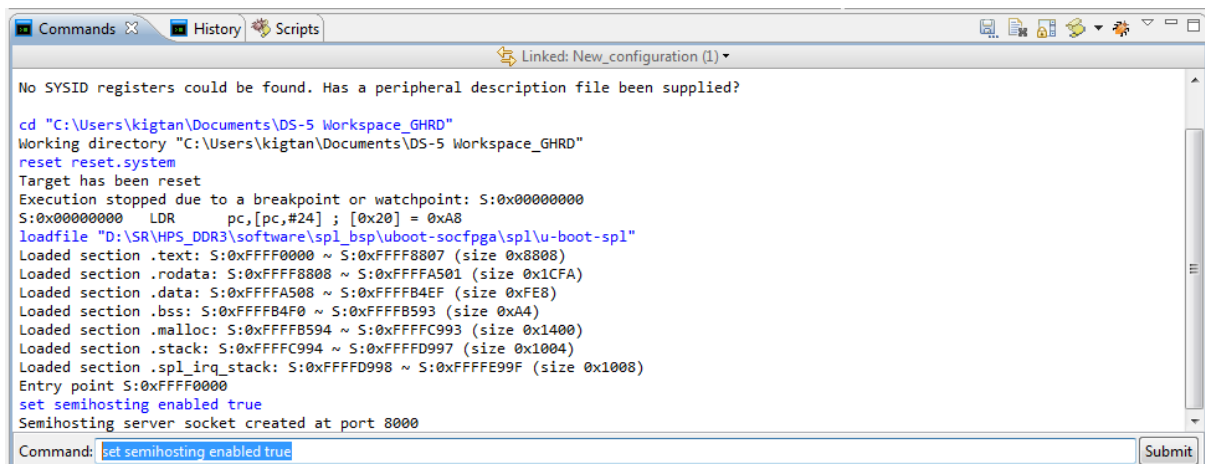 Commands History Scripts
Linked: New_configuration (1)
No SYSID registers could be found. Has a peripheral description file been supplied?
cd "C:\Users\kigtan\Documents\DS-5 Workspace_GHRD"
Working directory "C:\Users\kigtan\Documents\DS-5 Workspace_GHRD"
reset reset.system
Target has been reset
Execution stopped due to a breakpoint or watchpoint: S:0x00000000
S:0x00000000 LDR pc,[pc,#24] ; [0x20] = 0xA8
loadfile "D:\SR\HPS_DDR3\software\spl_bsp\uboot-socfpga\spl\u-boot-spl"
Loaded section .text: S:0xFFFF0000 ~ S:0xFFFF8807 (size 0x8808)
Loaded section .rodata: S:0xFFFF8808 ~ S:0xFFFFA501 (size 0x1CFA)
Loaded section .data: S:0xFFFFA508 ~ S:0xFFFFB4EF (size 0xFE8)
Loaded section .bss: S:0xFFFFB4F0 ~ S:0xFFFFB593 (size 0xA4)
Loaded section .malloc: S:0xFFFFB594 ~ S:0xFFFFC993 (size 0x1400)
Loaded section .stack: S:0xFFFFC994 ~ S:0xFFFFD997 (size 0x1004)
Loaded section .spl_irq_stack: S:0xFFFFD998 ~ S:0xFFFFE99F (size 0x1008)
Entry point S:0xFFFF0000
set semihosting enabled true
Semihosting server socket created at port 8000
Command: set semihosting enabled true Submit